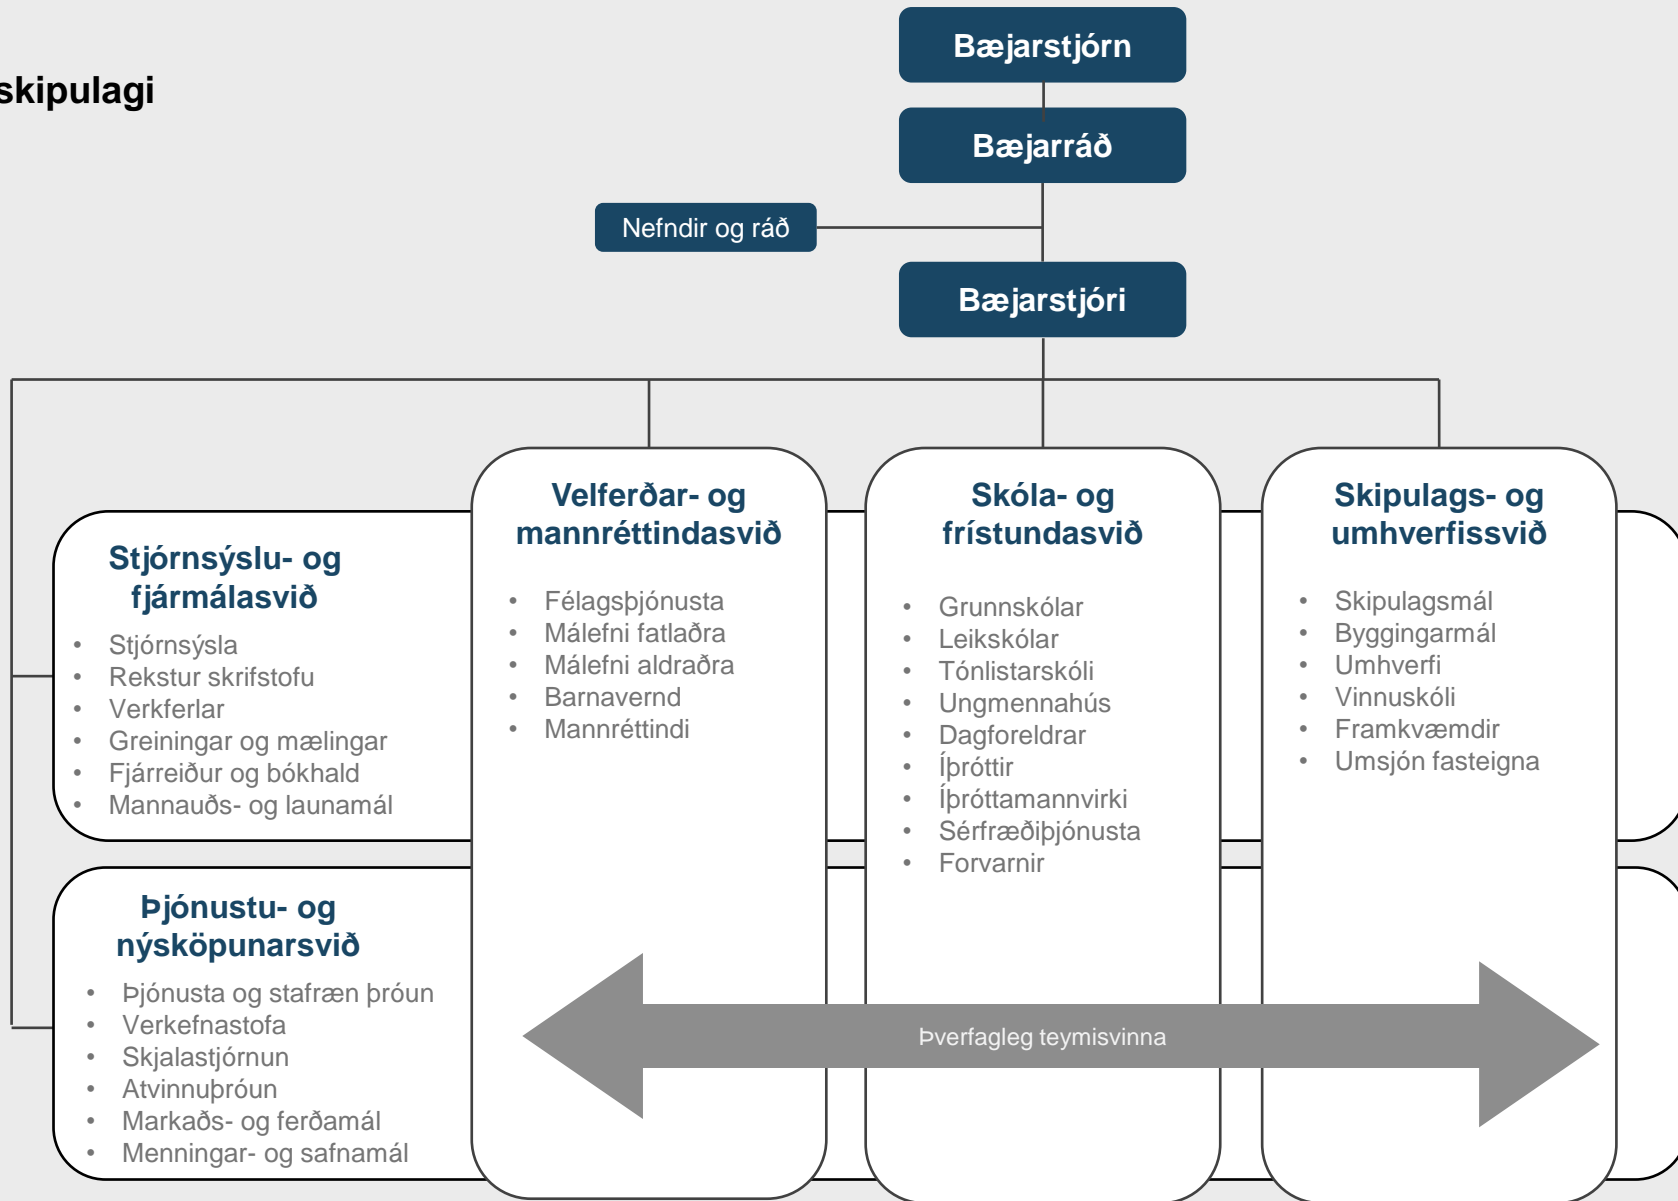 skipulagi
Bæjarstjórn
Bæjarráð
Nefndir og ráð
Bæjarstjóri
Stjórnsýslu- og
fjármálasvið
• Stjórnsýsla
• Rekstur skrifstofu
• Verkferlar
• Greiningar og mælingar
• Fjárreiður og bókhald
• Mannauðs- og launamál
Þjónustu- og
nýsköpunarsvið
• Þjónusta og stafræn þróun
• Verkefnastofa
• Skjalastjórnun
• Atvinnuþróun
• Markaðs- og ferðamál
• Menningar- og safnamál
Velferðar- og
mannréttindasvið
• Félagsþjónusta
• Málefni fatlaðra
• Málefni aldraðra
• Barnavernd
• Mannréttindi
Skóla- og
frístundasvið
• Grunnskólar
• Leikskólar
• Tónlistarskóli
• Ungmennahús
• Dagforeldrar
• Íþróttir
• Íþróttamannvirki
• Sérfræðiþjónusta
• Forvarnir
Skipulags- og
umhverfissvið
• Skipulagsmál
• Byggingarmál
• Umhverfi
• Vinnuskóli
• Framkvæmdir
• Umsjón fasteigna
Þverfagleg teymisvinna